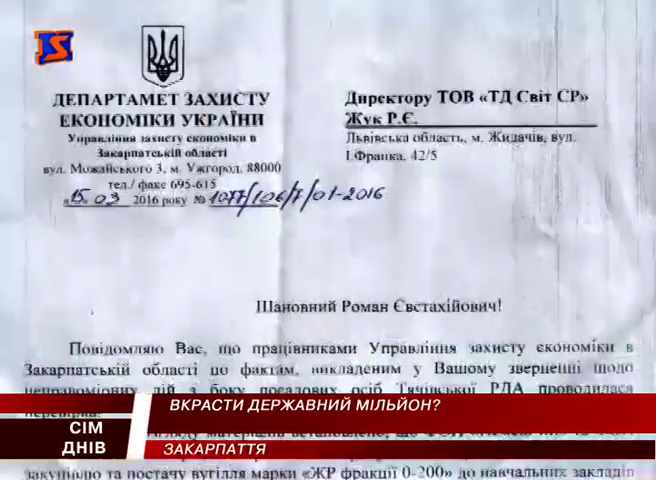 ДЕПАРТАМЕТ ЗАХИСТУ
ЕКОНОМІКИ УКРАЇНИ
Управління захисту економіки в
Закарпатській області
вул. Можайського 3, м. Ужгород, 88000
тел./ факс 695-615
«15» 03 2016 року № 1077/106/7/01-2016
Директору ТОВ «ТД Світ СР»
Жук Р.Є.
Львівська область, м. Жидачів, вул.
І.Франка, 42/5
Шановний Роман Євстахійович!
Повідомляю Вас, що працівниками Управління захисту економіки в
Закарпатській області по фактам, викладеним у Вашому зверненні щодо
неправомірних дій з боку посадових осіб Тячівської РДА проводилася
ВКРАСТИ ДЕРЖАВНИЙ МІЛЬЙОН?
СІМ
ДНІВ
ЗАКАРПАТТЯ
закупівлю та постачу вугілля марки «ЖР фракції 0-200» до навчальних закладів